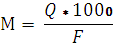 M = Q * 1000 / F